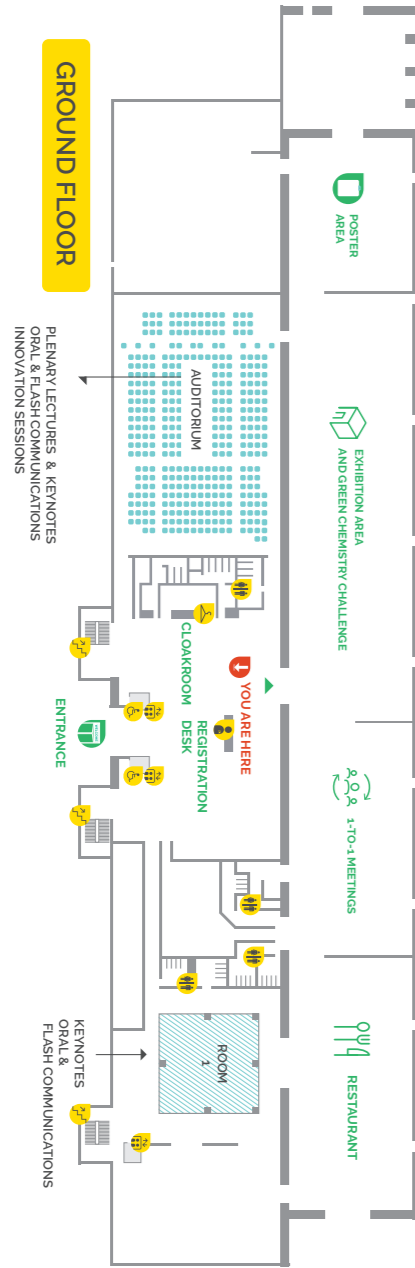 GROUND FLOOR
POSTER
AREA
EXHIBITION AREA
AND GREEN CHEMISTRY CHALLENGE
1-TO-1 MEETINGS
RESTAURANT
AUDITORIUM
PLENARY LECTURES & KEYNOTES
ORAL & FLASH COMMUNICATIONS
INNOVATION SESSIONS
CLOAKROOM
YOU ARE HERE
REGISTRATION
DESK
ENTRANCE
ROOM
1
KEYNOTES
ORAL &
FLASH COMMUNICATIONS